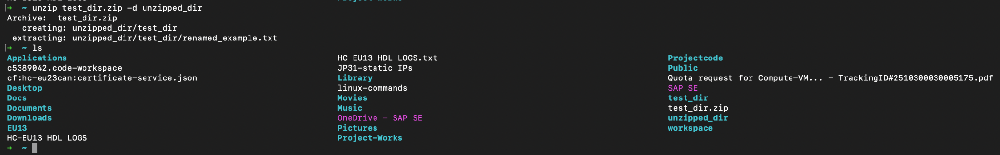 [➜  ~ unzip test_dir.zip -d unzipped_dir
Archive:  test_dir.zip
   creating: unzipped_dir/test_dir
 extracting: unzipped_dir/test_dir/renamed_example.txt
[➜  ~ ls
Applications HC-EU13 HDL LOGS.txt Projectcode
c5389042.code-workspace JP31-static IPs Public
cf:hc-eu23can:certificate-service.json Library Quota request for Compute-VM... - TrackingID#2510300030005175.pdf
Desktop linux-commands SAP SE
Docs Movies test_dir
Documents Music test_dir.zip
Downloads OneDrive - SAP SE unzipped_dir
EU13 Pictures workspace
HC-EU13 HDL LOGS Project-Works
➜  ~